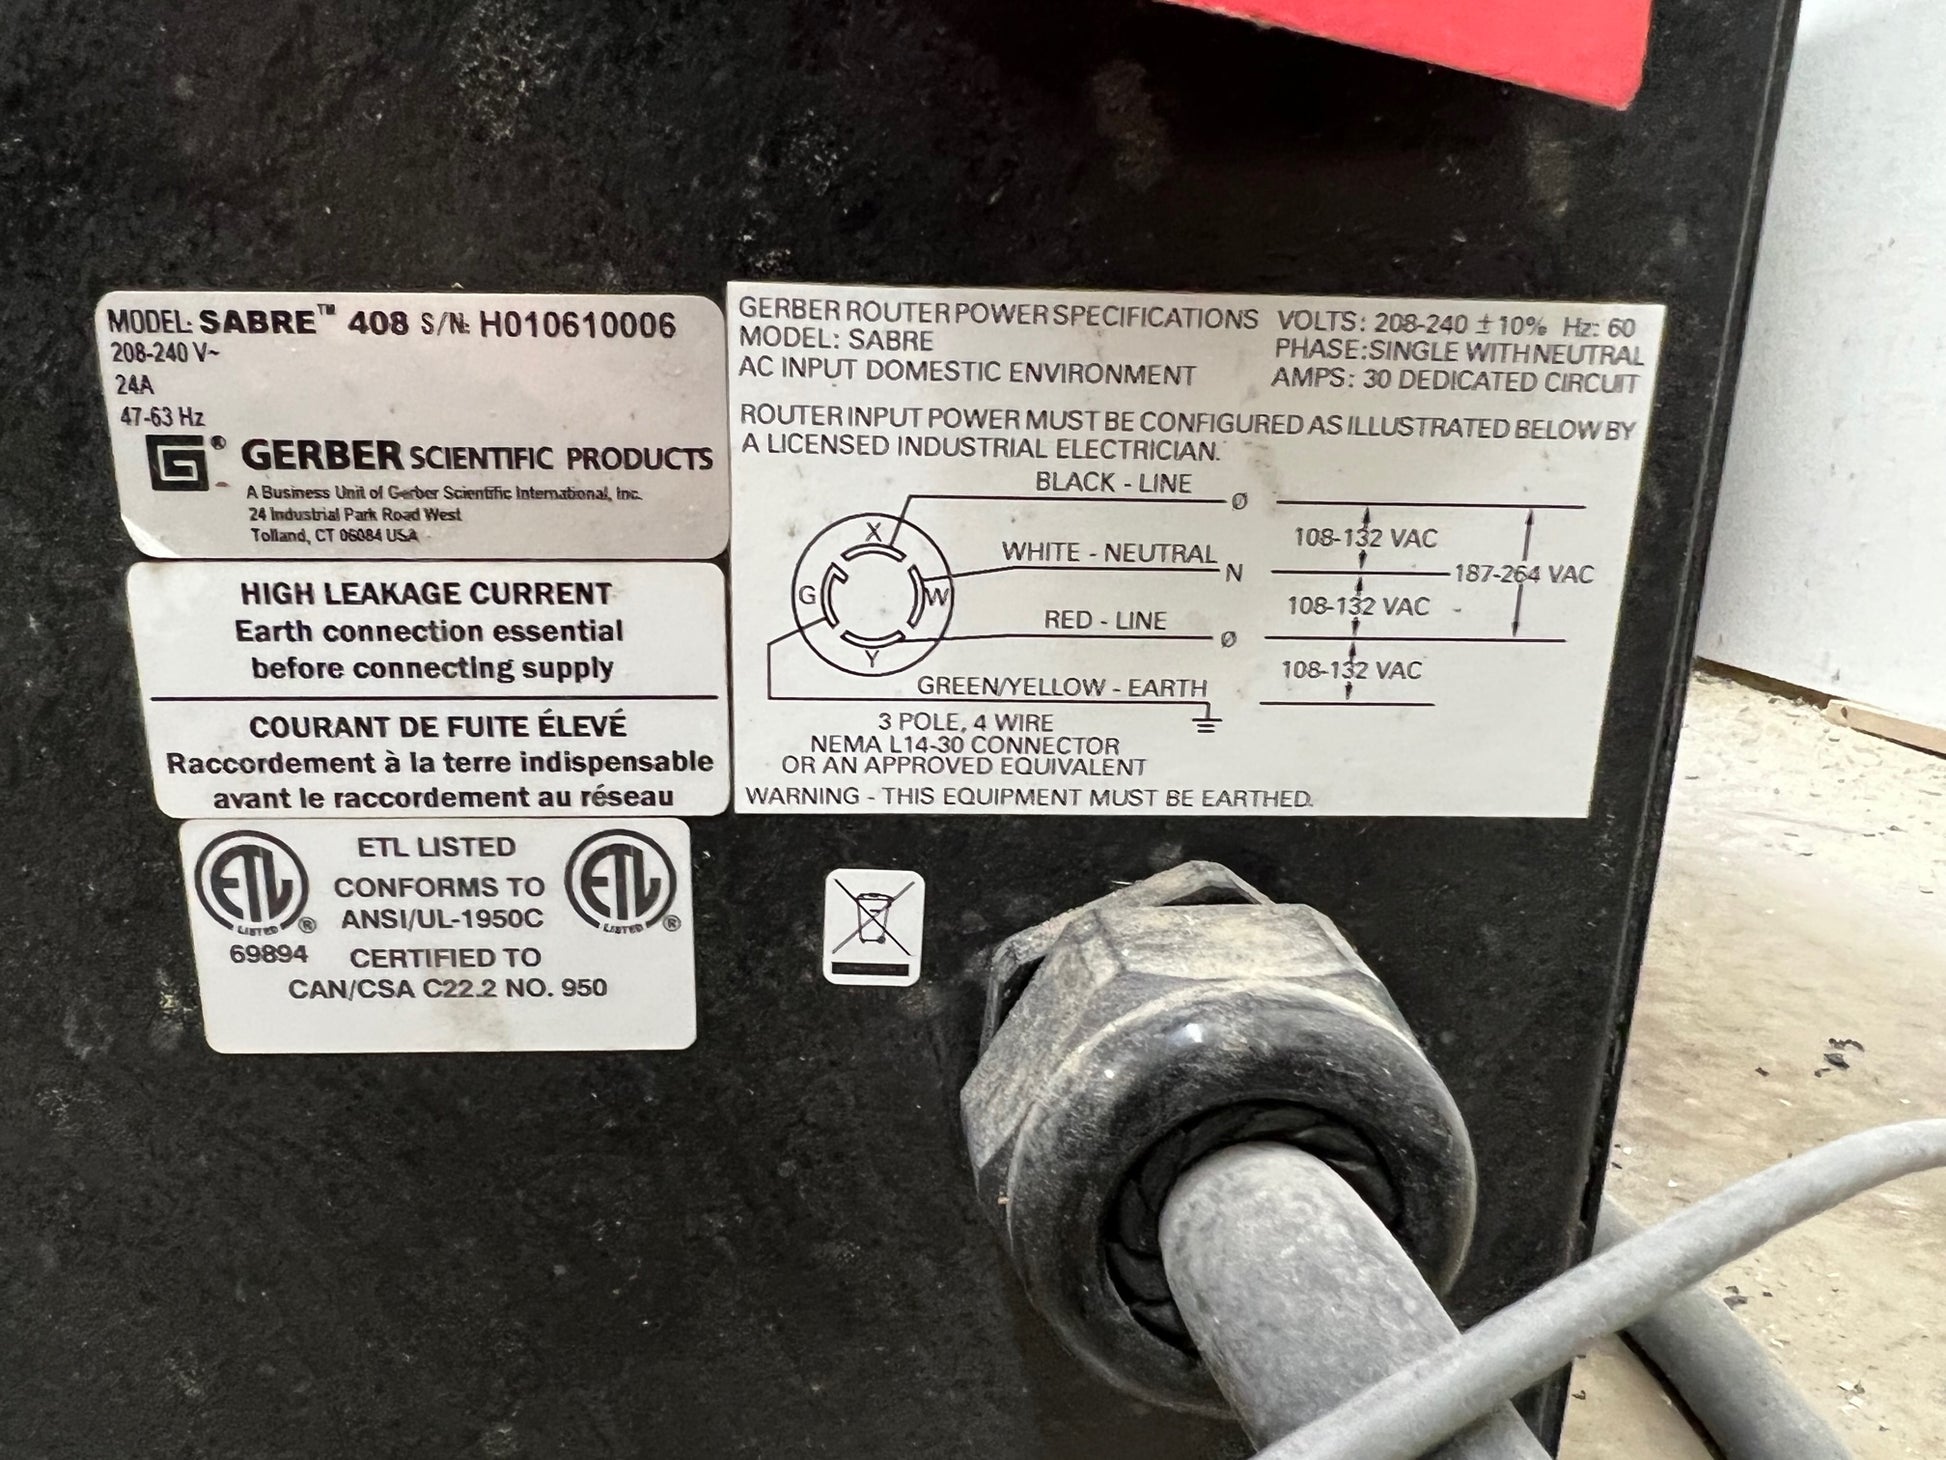 MODEL: SABRE™ 408 S/N: H010610006
208-240 V~
24A
47-63 Hz
G® GERBER SCIENTIFIC PRODUCTS
A Business Unit of Gerber Scientific International, Inc.
24 Industrial Park Road West
Tolland, CT 06084 USA
HIGH LEAKAGE CURRENT
Earth connection essential
before connecting supply
COURANT DE FUITE ÉLEVÉ
Raccordement à la terre indispensable
avant le raccordement au réseau
ETL LISTED
CONFORMS TO
ANSI/UL-1950C
CERTIFIED TO
CAN/CSA C22.2 NO. 950
ETL LISTED ®
69894
ETL LISTED ®
GERBER ROUTER POWER SPECIFICATIONS
MODEL: SABRE
AC INPUT DOMESTIC ENVIRONMENT
VOLTS: 208-240 ± 10% Hz: 60
PHASE: SINGLE WITH NEUTRAL
AMPS: 30 DEDICATED CIRCUIT
ROUTER INPUT POWER MUST BE CONFIGURED AS ILLUSTRATED BELOW BY
A LICENSED INDUSTRIAL ELECTRICIAN.
BLACK - LINE Ø
X
108-132 VAC
WHITE - NEUTRAL N
187-264 VAC
G W
108-132 VAC
RED - LINE Ø
Y
108-132 VAC
GREEN/YELLOW - EARTH
3 POLE, 4 WIRE
NEMA L14-30 CONNECTOR
OR AN APPROVED EQUIVALENT
WARNING - THIS EQUIPMENT MUST BE EARTHED.